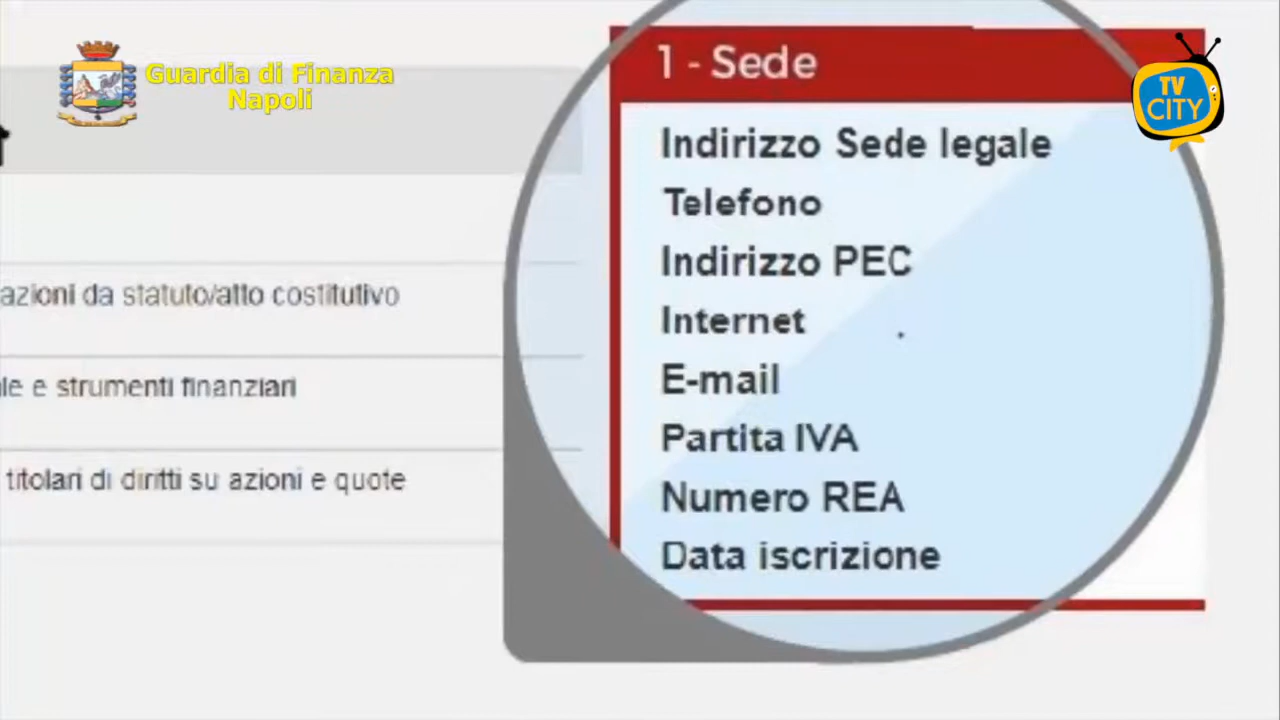 Guardia di Finanza
Napoli
azioni da statuto/atto costitutivo
le e strumenti finanziari
titolari di diritti su azioni e quote
1 - Sede
Indirizzo Sede legale
Telefono
Indirizzo PEC
Internet
E-mail
Partita IVA
Numero REA
Data iscrizione
TV
CITY